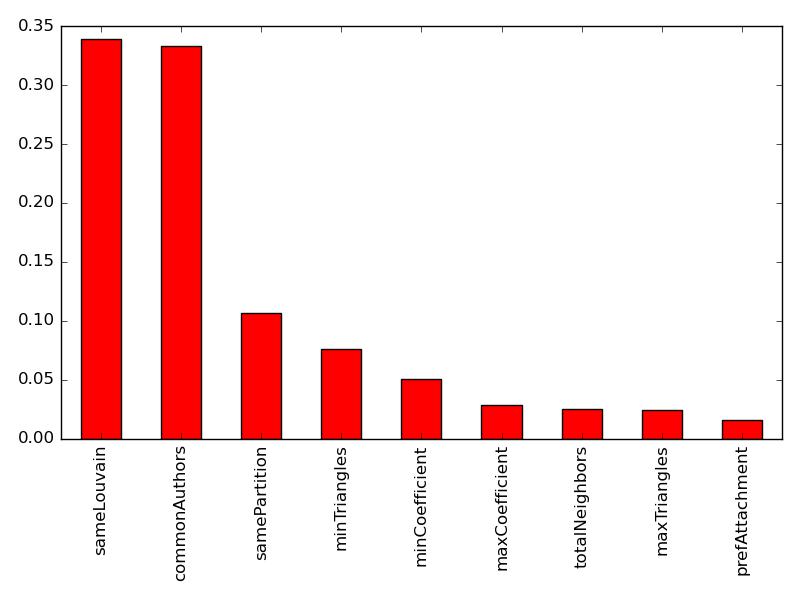 0.35
0.30
0.25
0.20
0.15
0.10
0.05
0.00
sameLouvain
commonAuthors
samePartition
minTriangles
minCoefficient
maxCoefficient
totalNeighbors
maxTriangles
prefAttachment